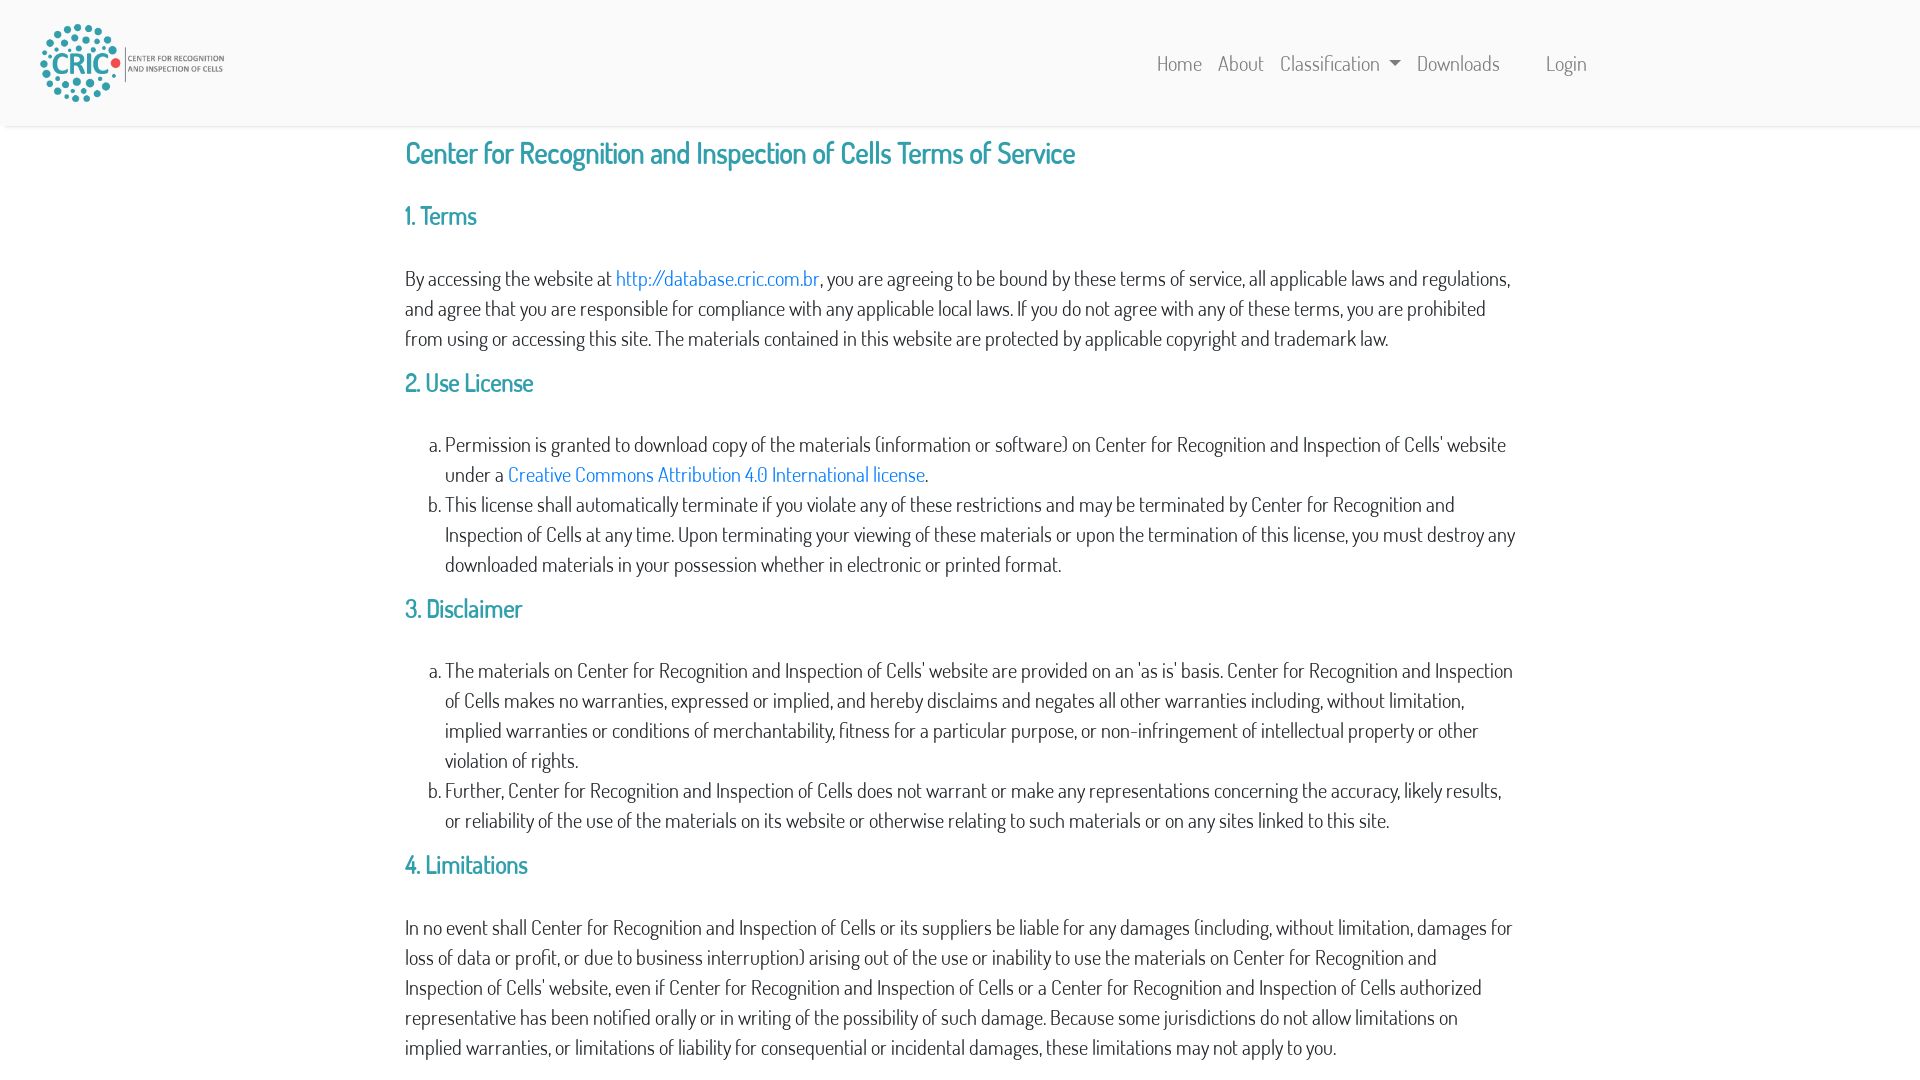 CRIC
CENTER FOR RECOGNITION
AND INSPECTION OF CELLS
Home About Classification Downloads Login
Center for Recognition and Inspection of Cells Terms of Service
1. Terms
By accessing the website at http://database.cric.com.br, you are agreeing to be bound by these terms of service, all applicable laws and regulations,
and agree that you are responsible for compliance with any applicable local laws. If you do not agree with any of these terms, you are prohibited
from using or accessing this site. The materials contained in this website are protected by applicable copyright and trademark law.
2. Use License
a. Permission is granted to download copy of the materials (information or software) on Center for Recognition and Inspection of Cells' website
under a Creative Commons Attribution 4.0 International license.
b. This license shall automatically terminate if you violate any of these restrictions and may be terminated by Center for Recognition and
Inspection of Cells at any time. Upon terminating your viewing of these materials or upon the termination of this license, you must destroy any
downloaded materials in your possession whether in electronic or printed format.
3. Disclaimer
a. The materials on Center for Recognition and Inspection of Cells' website are provided on an 'as is' basis. Center for Recognition and Inspection
of Cells makes no warranties, expressed or implied, and hereby disclaims and negates all other warranties including, without limitation,
implied warranties or conditions of merchantability, fitness for a particular purpose, or non-infringement of intellectual property or other
violation of rights.
b. Further, Center for Recognition and Inspection of Cells does not warrant or make any representations concerning the accuracy, likely results,
or reliability of the use of the materials on its website or otherwise relating to such materials or on any sites linked to this site.
4. Limitations
In no event shall Center for Recognition and Inspection of Cells or its suppliers be liable for any damages (including, without limitation, damages for
loss of data or profit, or due to business interruption) arising out of the use or inability to use the materials on Center for Recognition and
Inspection of Cells' website, even if Center for Recognition and Inspection of Cells or a Center for Recognition and Inspection of Cells authorized
representative has been notified orally or in writing of the possibility of such damage. Because some jurisdictions do not allow limitations on
implied warranties, or limitations of liability for consequential or incidental damages, these limitations may not apply to you.